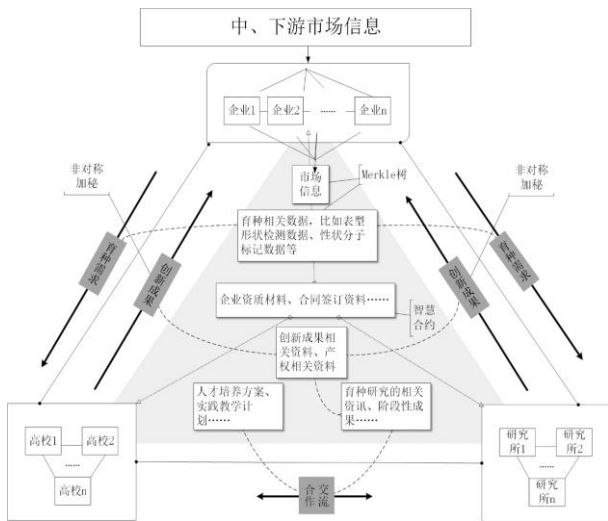 中、下游市场信息
企业1
企业2
……
企业n
非对称
加秘
非对称
加秘
市场
信息
Merkle树
育种相关数据，比如表型
形状检测数据、性状分子
标记数据等
育种需求
创新成果
创新成果
育种需求
企业资质材料、合同签订资料……
智慧
合约
创新成果相
关资料、产
权相关资料
人才培养方案、
实践教学计
划……
育种研究的相关
资讯、阶段性成
果……
高校1
高校2
……
高校n
研究
所1
研究
所2
……
研究
所n
合交
作流